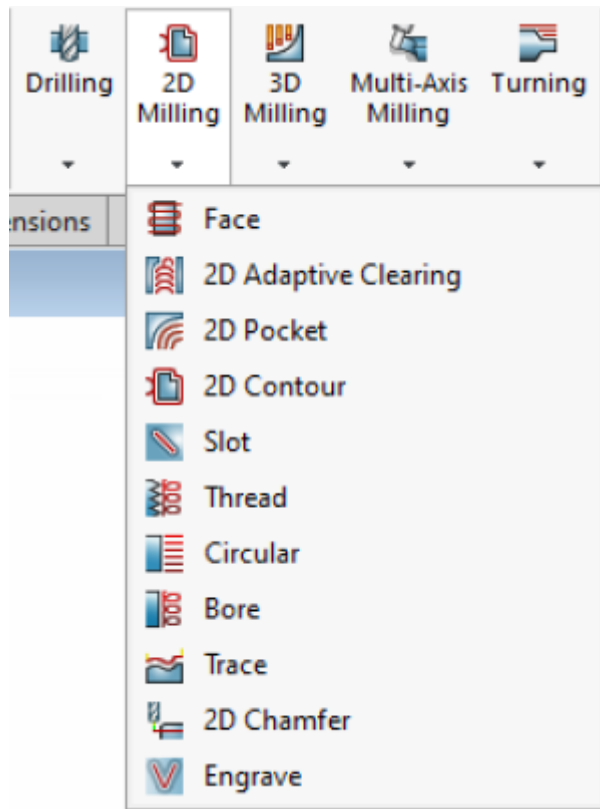 Drilling
2D Milling
3D Milling
Multi-Axis Milling
Turning
ensions
Face
2D Adaptive Clearing
2D Pocket
2D Contour
Slot
Thread
Circular
Bore
Trace
2D Chamfer
Engrave